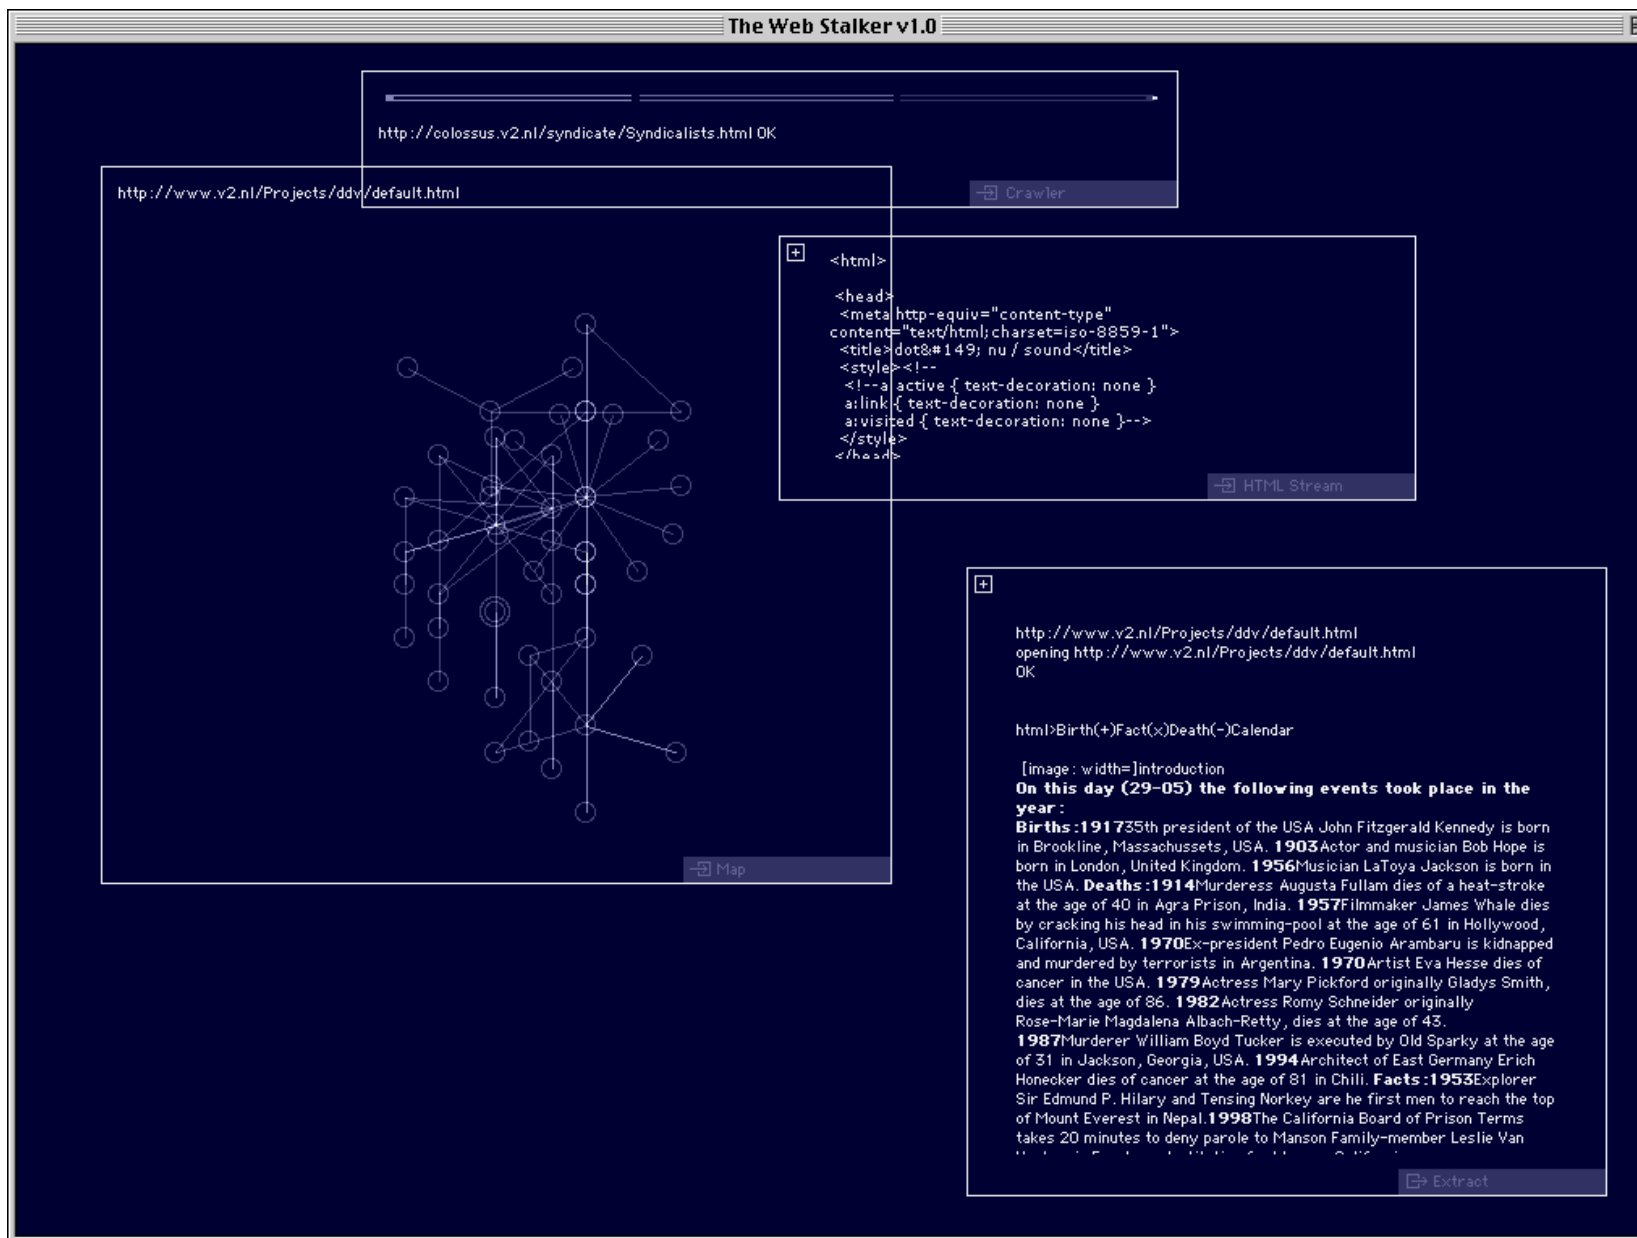 The Web Stalker v1.0
http://colossus.v2.nl/syndicate/Syndicalists.html OK
Crawler
http://www.v2.nl/Projects/ddv/default.html
Map
<html>
<head>
<meta http-equiv="content-type"
content="text/html;charset=iso-8859-1">
<title>dot&#149; nu / sound</title>
<style><!--
<!--a:active { text-decoration: none }
a:link { text-decoration: none }
a:visited { text-decoration: none }-->
</style>
</head>
HTML Stream
http://www.v2.nl/Projects/ddv/default.html
opening http://www.v2.nl/Projects/ddv/default.html
OK
html>Birth(+)Fact(x)Death(-)Calendar
[image: width=]introduction
On this day (29-05) the following events took place in the
year:
Births:191735th president of the USA John Fitzgerald Kennedy is born
in Brookline, Massachussets, USA. 1903Actor and musician Bob Hope is
born in London, United Kingdom. 1956Musician LaToya Jackson is born in
the USA. Deaths:1914Murderess Augusta Fullam dies of a heat-stroke
at the age of 40 in Agra Prison, India. 1957Filmmaker James Whale dies
by cracking his head in his swimming-pool at the age of 61 in Hollywood,
California, USA. 1970Ex-president Pedro Eugenio Arambaru is kidnapped
and murdered by terrorists in Argentina. 1970Artist Eva Hesse dies of
cancer in the USA. 1979Actress Mary Pickford originally Gladys Smith,
dies at the age of 86. 1982Actress Romy Schneider originally
Rose-Marie Magdalena Albach-Retty, dies at the age of 43.
1987Murderer William Boyd Tucker is executed by Old Sparky at the age
of 31 in Jackson, Georgia, USA. 1994Architect of East Germany Erich
Honecker dies of cancer at the age of 81 in Chili. Facts:1953Explorer
Sir Edmund P. Hilary and Tensing Norkey are he first men to reach the top
of Mount Everest in Nepal.1998The California Board of Prison Terms
takes 20 minutes to deny parole to Manson Family-member Leslie Van
Extract